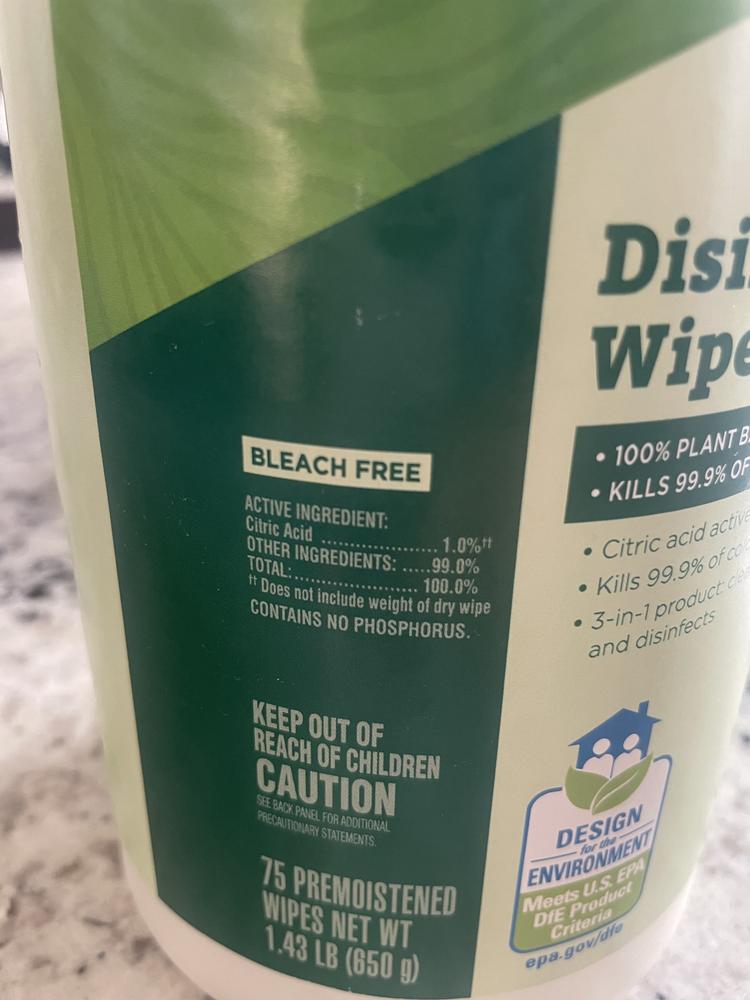 BLEACH FREE
ACTIVE INGREDIENT:
Citric Acid ........................ 1.0%††
OTHER INGREDIENTS: ......99.0%
TOTAL:.......................... 100.0%
†† Does not include weight of dry wipe
CONTAINS NO PHOSPHORUS.
KEEP OUT OF
REACH OF CHILDREN
CAUTION
SEE BACK PANEL FOR ADDITIONAL
PRECAUTIONARY STATEMENTS.
75 PREMOISTENED
WIPES NET WT
1.43 LB (650 g)
Disi
Wipe
• 100% PLANT B
• KILLS 99.9% OF
• Citric acid active
• Kills 99.9% of co
• 3-in-1 product: cle
and disinfects
DESIGN
for the
ENVIRONMENT
Meets U.S. EPA
DfE Product
Criteria
epa.gov/dfe